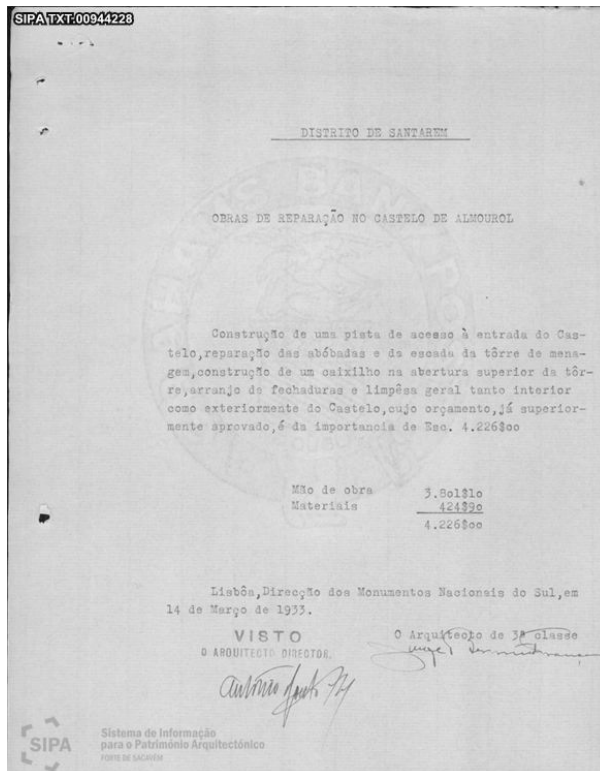 SIPA TXT.00944228
DISTRITO DE SANTAREM
OBRAS DE REPARAÇÃO NO CASTELO DE ALMOUROL
Construção de uma pista de acesso à entrada do Cas-
telo,reparação das abóbadas e da escada da tôrre de mena-
gem,construção de um caixilho na abertura superior da tôr-
re,arranjo de fechaduras e limpêsa geral tanto interior
como exteriormente do Castelo,cujo orçamento,já superior-
mente aprovado,é da importancia de Esc. 4.226$oo
Mão de obra 3.8o1$1o
Materiais 424$9o
4.226$oo
Lisbôa,Direcção dos Monumentos Nacionais do Sul,em
14 de Março de 1933.
VISTO
O ARQUITECTO DIRECTOR.
O Arquitecto de 3ª classe
António
SIPA
Sistema de Informação
para o Património Arquitectónico
FORTE DE SACAVÉM